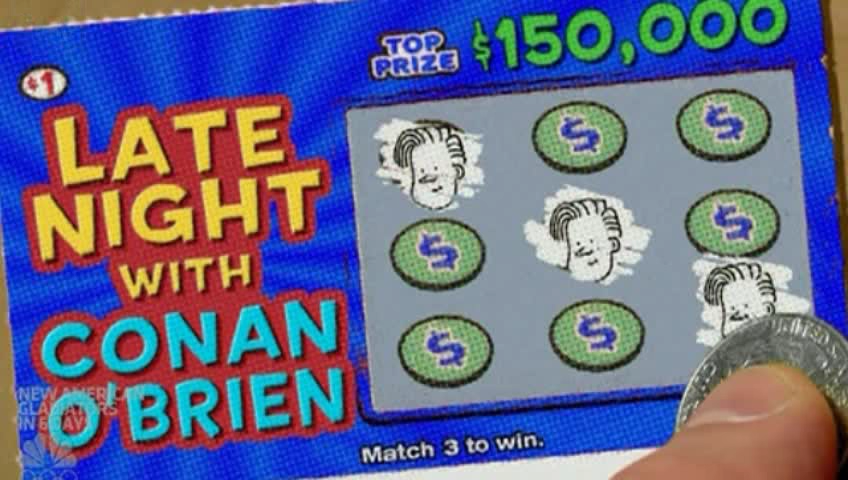 $1
TOP
PRIZE
$150,000
LATE
NIGHT
WITH
CONAN
O'BRIEN
$
$
$
$
$
$
Match 3 to win.
UNITED
NEW AMERICAN
GLADIATORS
IN 6 DAYS